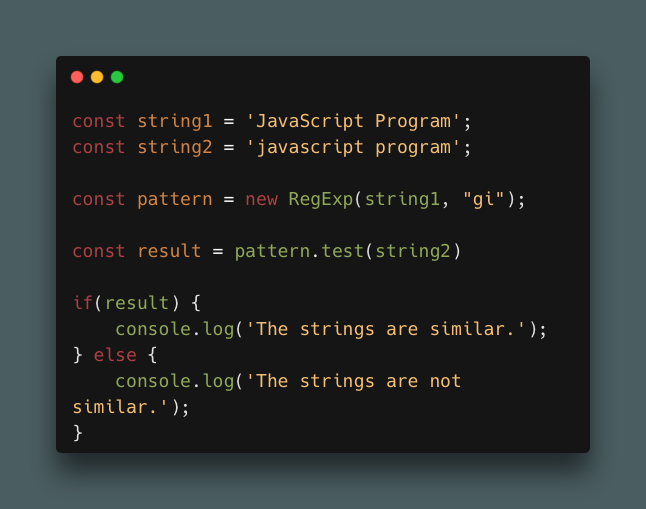 const string1 = 'JavaScript Program';
const string2 = 'javascript program';

const pattern = new RegExp(string1, "gi");

const result = pattern.test(string2)

if(result) {
    console.log('The strings are similar.');
} else {
    console.log('The strings are not
similar.');
}